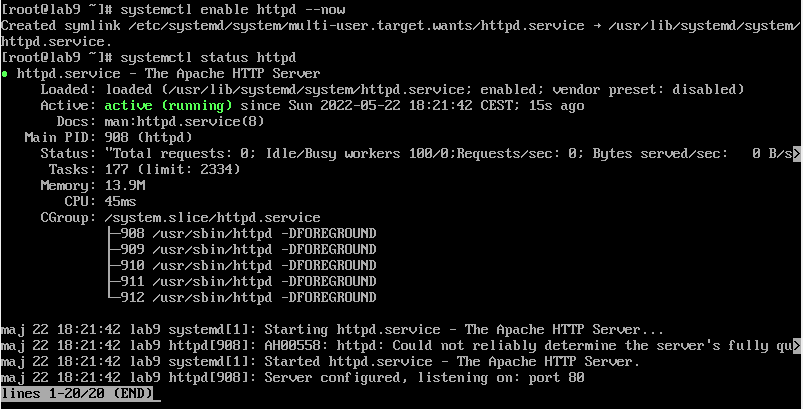 [root@lab9 ~]# systemctl enable httpd --now
Created symlink /etc/systemd/system/multi-user.target.wants/httpd.service → /usr/lib/systemd/system/
httpd.service.
[root@lab9 ~]# systemctl status httpd
● httpd.service - The Apache HTTP Server
     Loaded: loaded (/usr/lib/systemd/system/httpd.service; enabled; vendor preset: disabled)
     Active: active (running) since Sun 2022-05-22 18:21:42 CEST; 15s ago
       Docs: man:httpd.service(8)
   Main PID: 908 (httpd)
     Status: "Total requests: 0; Idle/Busy workers 100/0;Requests/sec: 0; Bytes served/sec:   0 B/s>
      Tasks: 177 (limit: 2334)
     Memory: 13.9M
        CPU: 45ms
     CGroup: /system.slice/httpd.service
             ├─908 /usr/sbin/httpd -DFOREGROUND
             ├─909 /usr/sbin/httpd -DFOREGROUND
             ├─910 /usr/sbin/httpd -DFOREGROUND
             ├─911 /usr/sbin/httpd -DFOREGROUND
             └─912 /usr/sbin/httpd -DFOREGROUND
maj 22 18:21:42 lab9 systemd[1]: Starting httpd.service - The Apache HTTP Server...
maj 22 18:21:42 lab9 httpd[908]: AH00558: httpd: Could not reliably determine the server's fully qu>
maj 22 18:21:42 lab9 systemd[1]: Started httpd.service - The Apache HTTP Server.
maj 22 18:21:42 lab9 httpd[908]: Server configured, listening on: port 80
lines 1-20/20 (END)